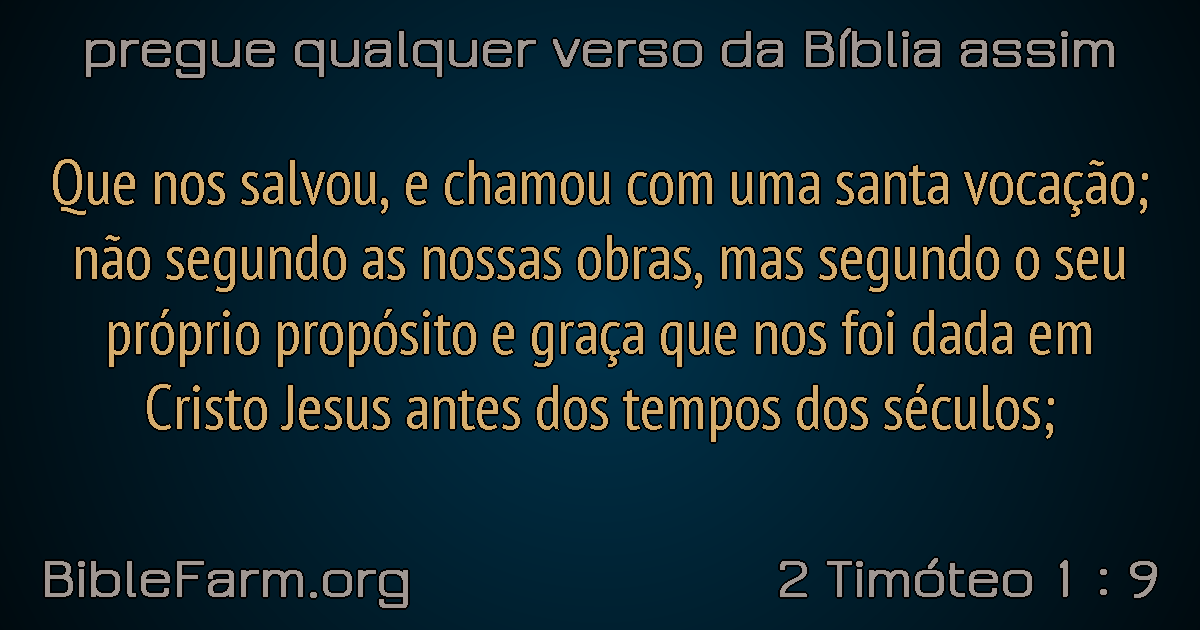 pregue qualquer verso da Bíblia assim
Que nos salvou, e chamou com uma santa vocação;
não segundo as nossas obras, mas segundo o seu
próprio propósito e graça que nos foi dada em
Cristo Jesus antes dos tempos dos séculos;
BibleFarm.org
2 Timóteo 1 : 9